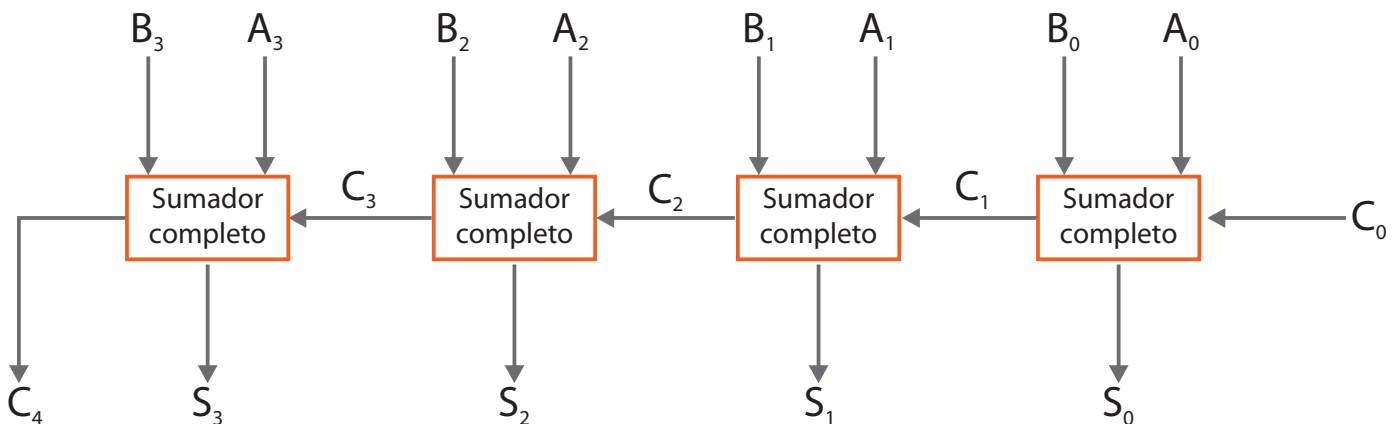 B₃ A₃ B₂ A₂ B₁ A₁ B₀ A₀
Sumador completo
C₃
Sumador completo
C₂
Sumador completo
C₁
Sumador completo
C₀
C₄ S₃ S₂ S₁ S₀